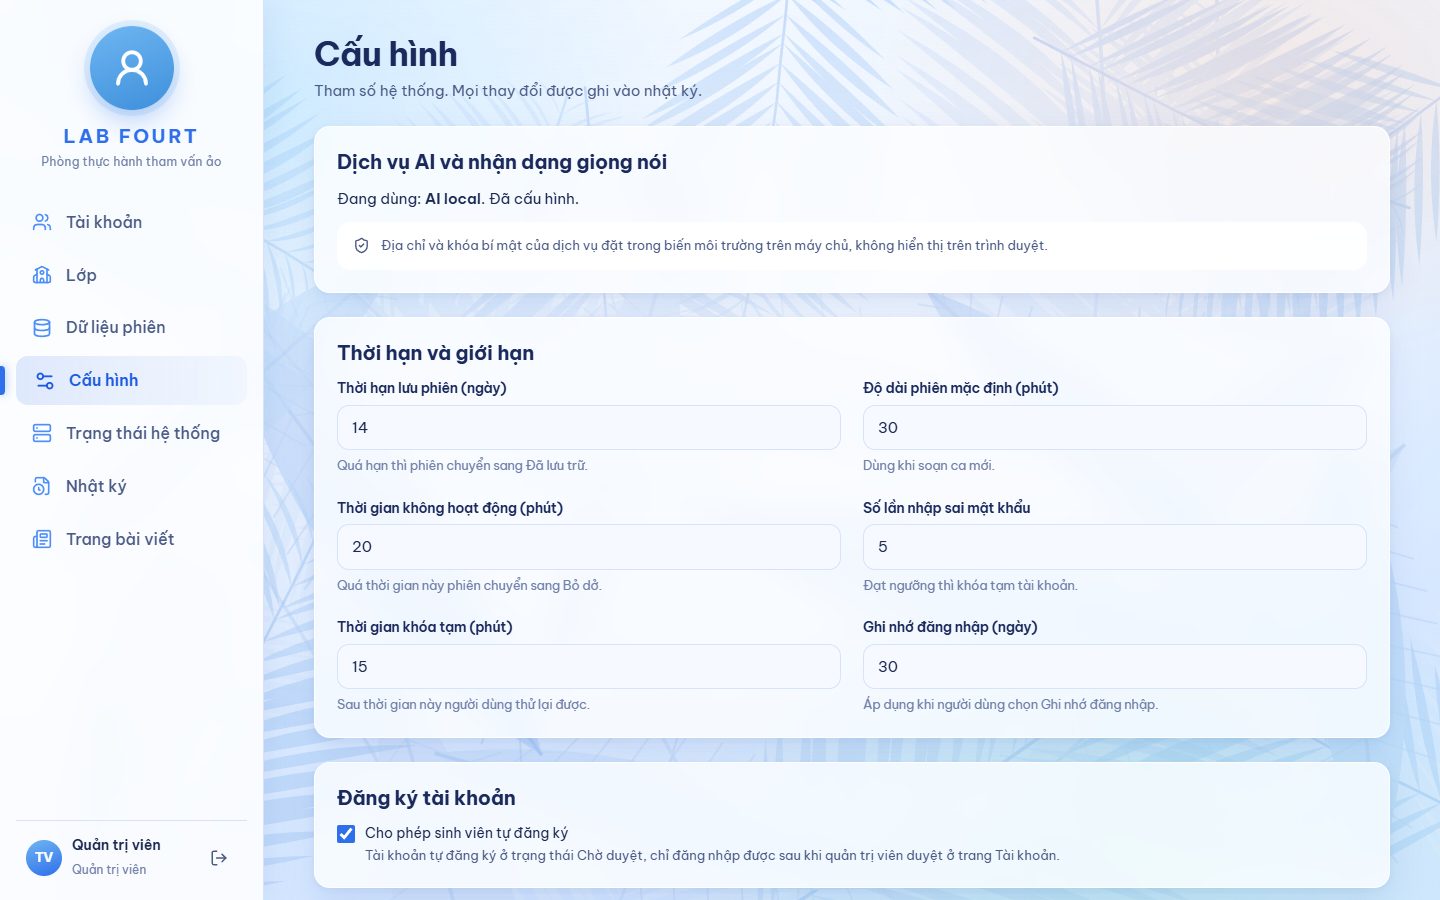 LAB FOURT
Phòng thực hành tham vấn ảo
Tài khoản
Lớp
Dữ liệu phiên
Cấu hình
Trạng thái hệ thống
Nhật ký
Trang bài viết
TV
Quản trị viên
Quản trị viên
Cấu hình
Tham số hệ thống. Mọi thay đổi được ghi vào nhật ký.
Dịch vụ AI và nhận dạng giọng nói
Đang dùng: AI local. Đã cấu hình.
Địa chỉ và khóa bí mật của dịch vụ đặt trong biến môi trường trên máy chủ, không hiển thị trên trình duyệt.
Thời hạn và giới hạn
Thời hạn lưu phiên (ngày)
14
Quá hạn thì phiên chuyển sang Đã lưu trữ.
Độ dài phiên mặc định (phút)
30
Dùng khi soạn ca mới.
Thời gian không hoạt động (phút)
20
Quá thời gian này phiên chuyển sang Bỏ dở.
Số lần nhập sai mật khẩu
5
Đạt ngưỡng thì khóa tạm tài khoản.
Thời gian khóa tạm (phút)
15
Sau thời gian này người dùng thử lại được.
Ghi nhớ đăng nhập (ngày)
30
Áp dụng khi người dùng chọn Ghi nhớ đăng nhập.
Đăng ký tài khoản
Cho phép sinh viên tự đăng ký
Tài khoản tự đăng ký ở trạng thái Chờ duyệt, chỉ đăng nhập được sau khi quản trị viên duyệt ở trang Tài khoản.